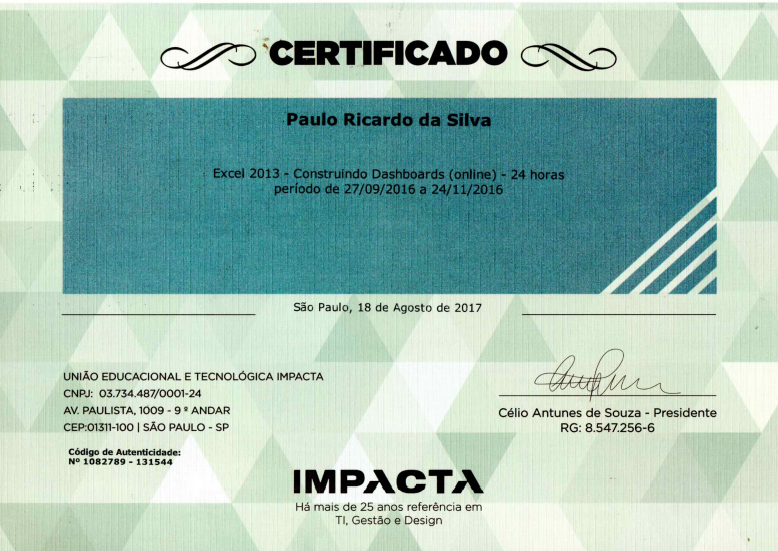 CERTIFICADO
Paulo Ricardo da Silva
Excel 2013 - Construindo Dashboards (online) - 24 horas
período de 27/09/2016 a 24/11/2016
São Paulo, 18 de Agosto de 2017
UNIÃO EDUCACIONAL E TECNOLÓGICA IMPACTA
CNPJ: 03.734.487/0001-24
AV. PAULISTA, 1009 - 9 º ANDAR
CEP:01311-100 | SÃO PAULO - SP
Célio Antunes de Souza - Presidente
RG: 8.547.256-6
Código de Autenticidade:
Nº 1082789 - 131544
IMPACTA
Há mais de 25 anos referência em
TI, Gestão e Design